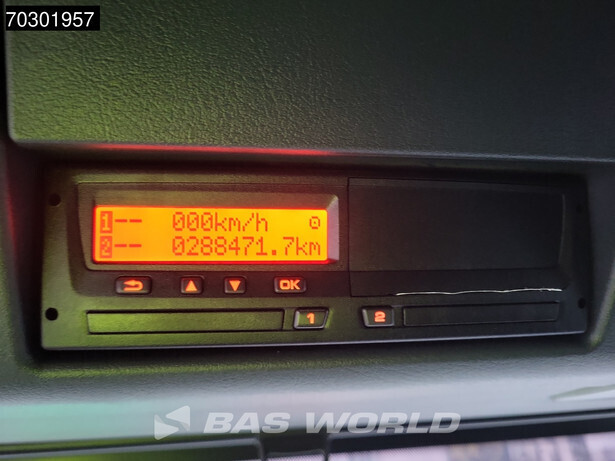 70301957
1-- 000km/h
2-- 0288471.7km
OK
1 2
BAS WORLD